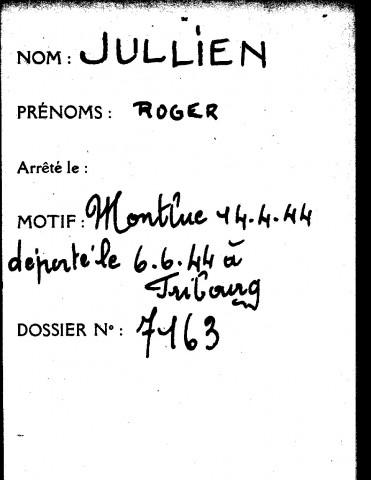 NOM : JULLIEN
PRÉNOMS : ROGER
Arrêté le :
MOTIF : Montluc 14.4.44
déporté le 6.6.44 à
Fribourg
DOSSIER N° : 7163